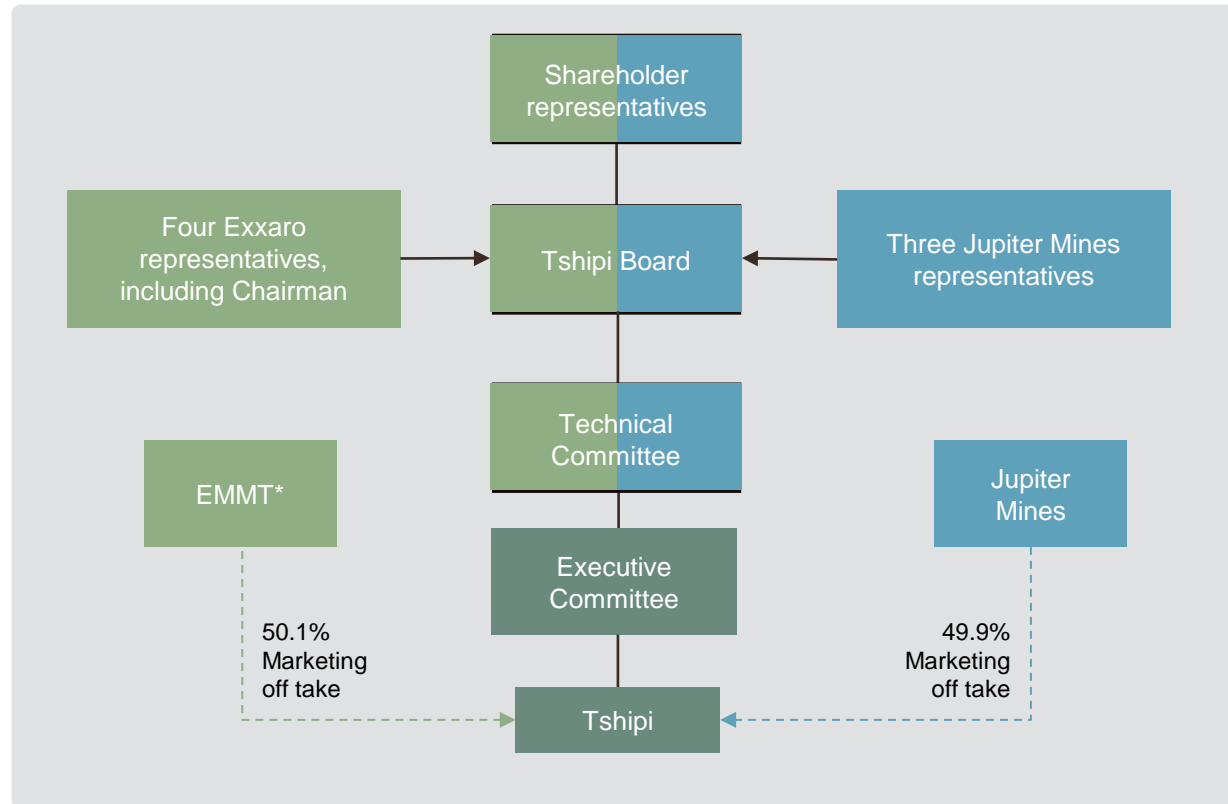 Shareholder
representatives
Four Exxaro
representatives,
including Chairman
Tshipi Board
Three Jupiter Mines
representatives
Technical
Committee
EMMT*
Jupiter
Mines
Executive
Committee
50.1%
Marketing
off take
49.9%
Marketing
off take
Tshipi